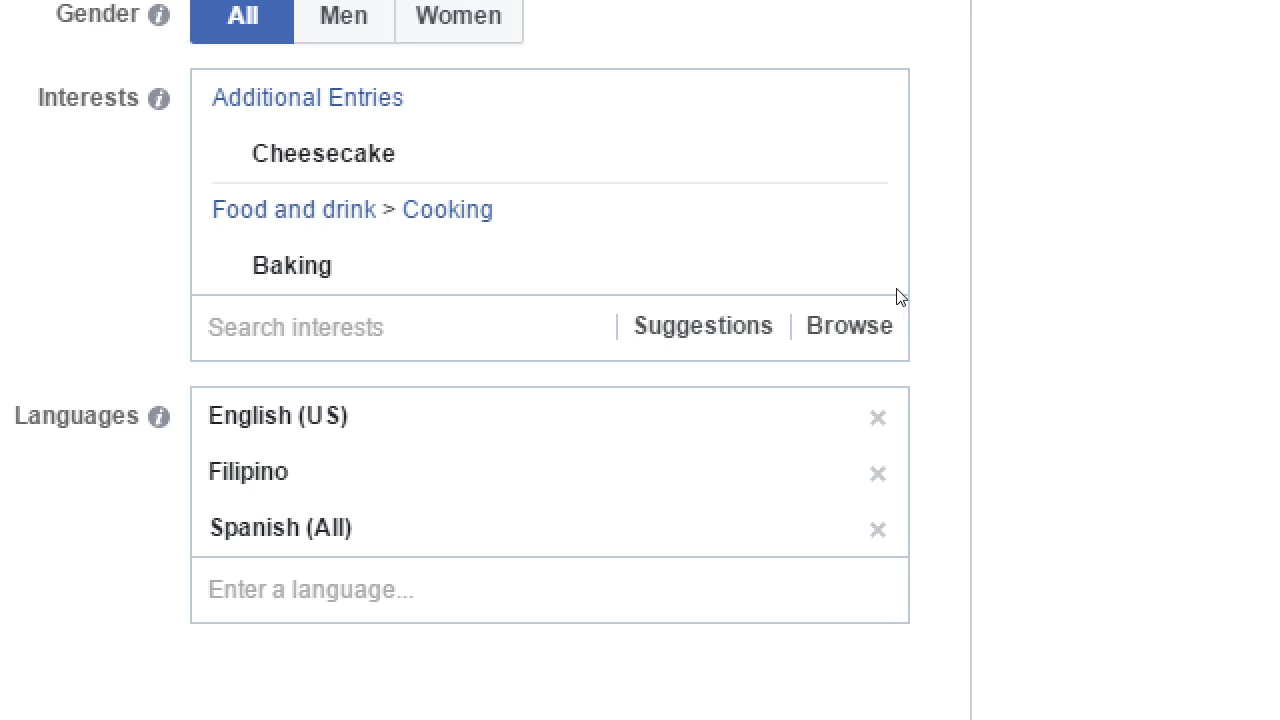 Gender All Men Women
Interests Additional Entries
Cheesecake
Food and drink > Cooking
Baking
Search interests Suggestions Browse
Languages English (US)
Filipino
Spanish (All)
Enter a language...